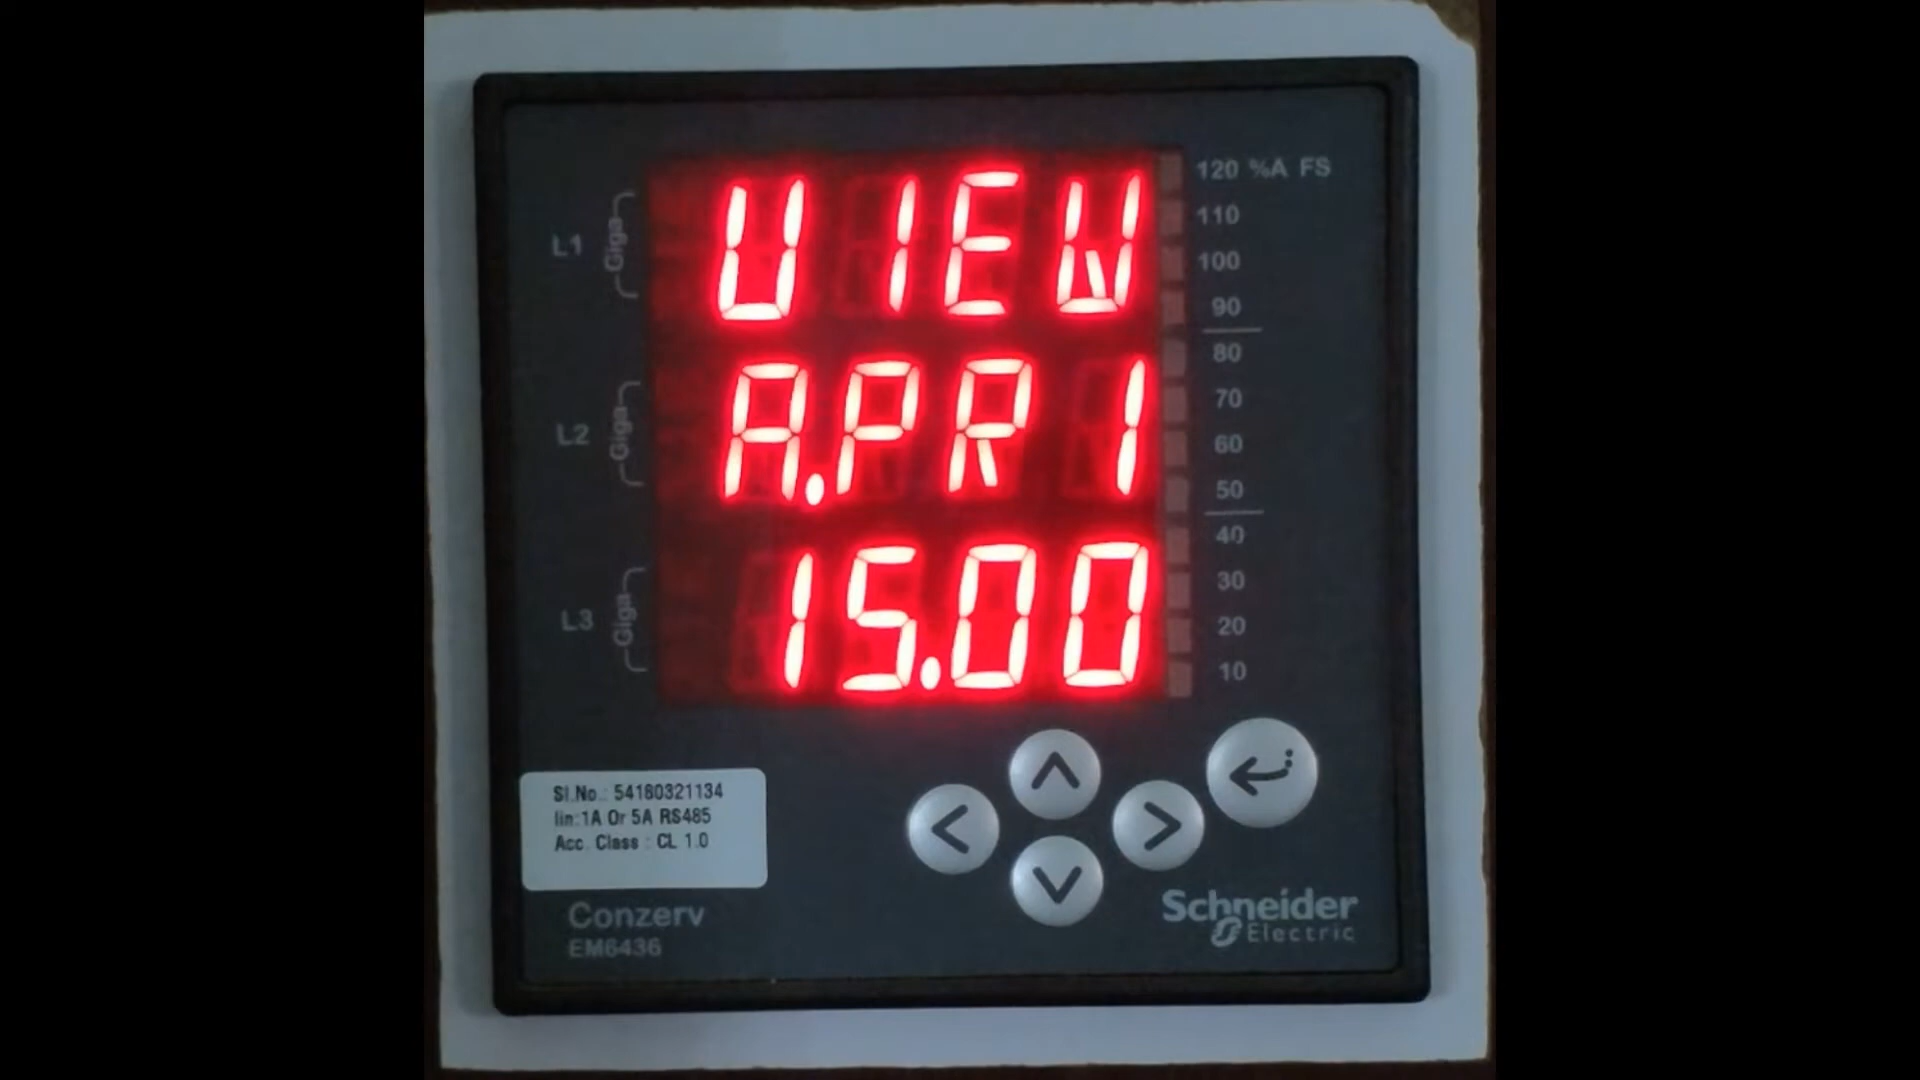 VIEW
A.PRI
15.00
L1 Giga
L2 Giga
L3 Giga
120 %A FS
110
100
90
80
70
60
50
40
30
20
10
Sl.No.: 54180321134
Iin:1A Or 5A RS485
Acc. Class : CL 1.0
Conzerv
EM6436
Schneider
Electric